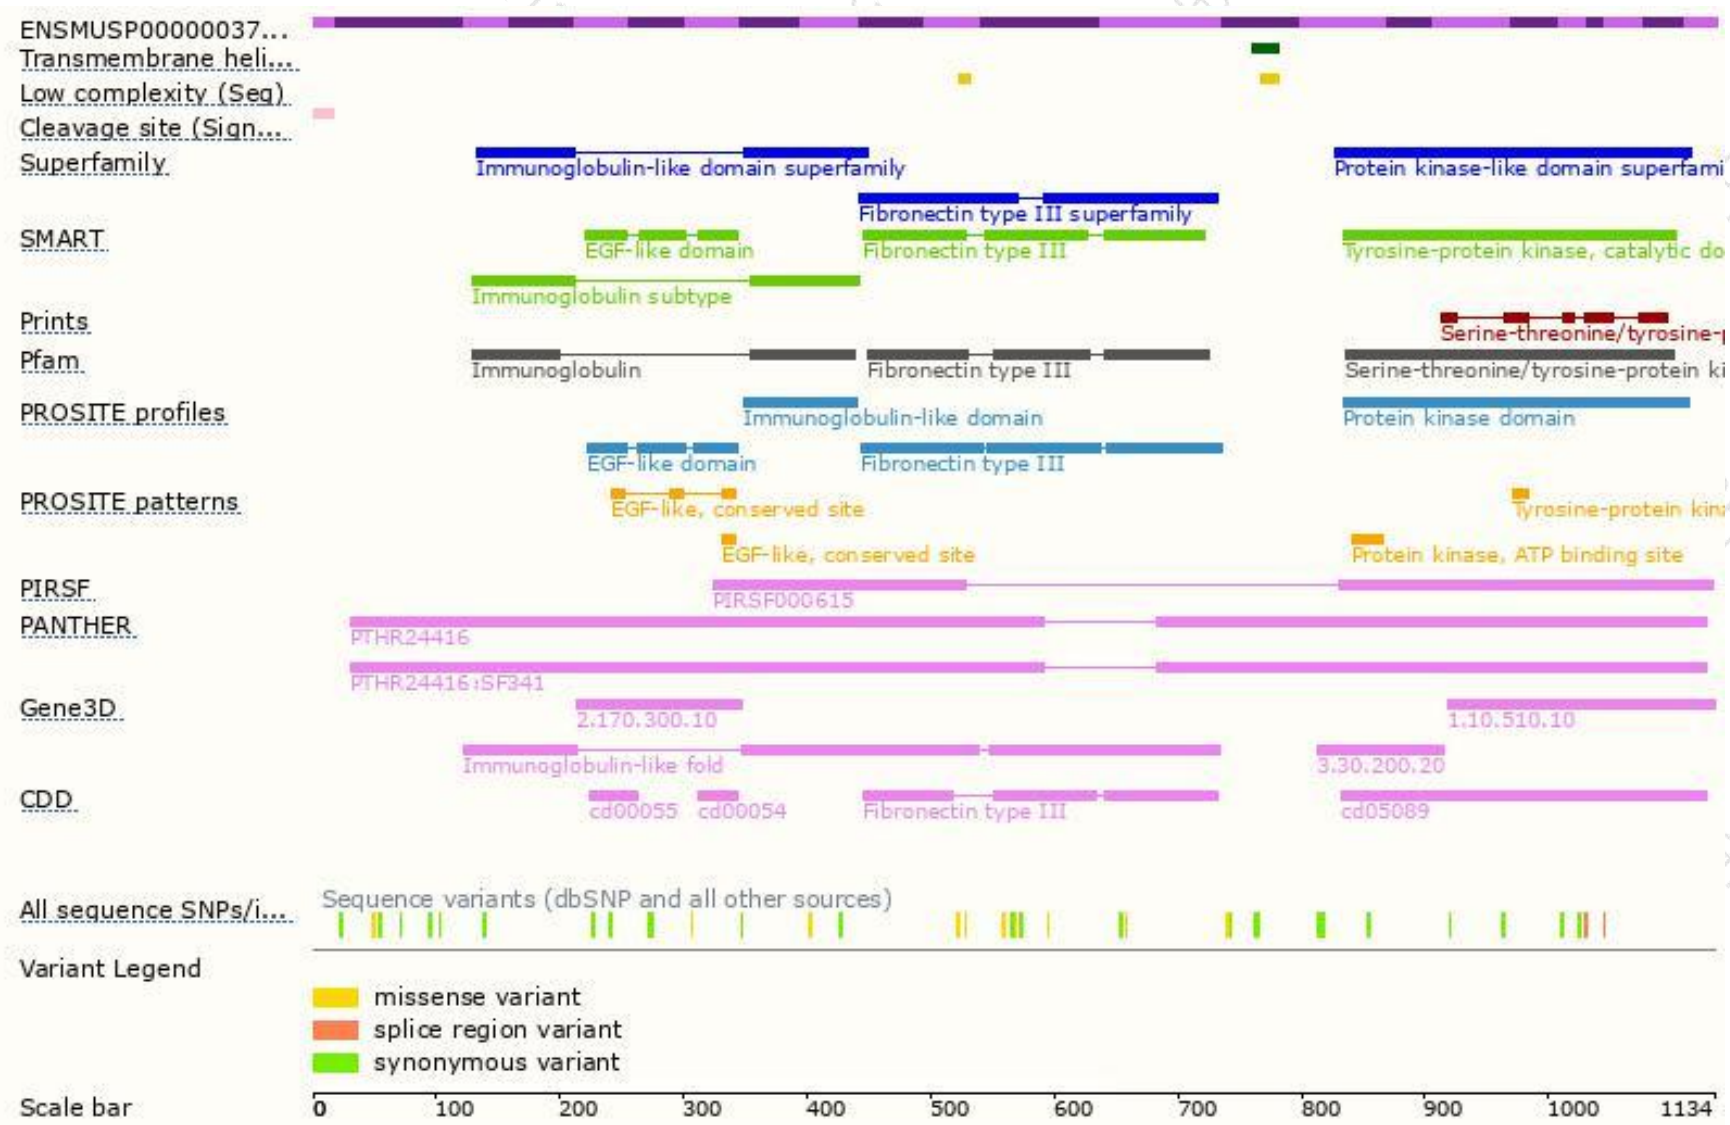 ENSMUSP00000037...
Transmembrane heli...
Low complexity (Seg)
Cleavage site (Sign...
Superfamily
Immunoglobulin-like domain superfamily
Protein kinase-like domain superfami
Fibronectin type III superfamily
SMART
EGF-like domain
Fibronectin type III
Tyrosine-protein kinase, catalytic do
Immunoglobulin subtype
Prints
Serine-threonine/tyrosine-p
Pfam
Immunoglobulin
Fibronectin type III
Serine-threonine/tyrosine-protein ki
PROSITE profiles
Immunoglobulin-like domain
Protein kinase domain
EGF-like domain
Fibronectin type III
PROSITE patterns
EGF-like, conserved site
Tyrosine-protein kina
EGF-like, conserved site
Protein kinase, ATP binding site
PIRSF
PIRSF000615
PANTHER
PTHR24416
PTHR24416:SF341
Gene3D
2.170.300.10
1.10.510.10
Immunoglobulin-like fold
3.30.200.20
CDD
cd00055
cd00054
Fibronectin type III
cd05089
Sequence variants (dbSNP and all other sources)
All sequence SNPs/i...
Variant Legend
missense variant
splice region variant
synonymous variant
Scale bar
0 100 200 300 400 500 600 700 800 900 1000 1134